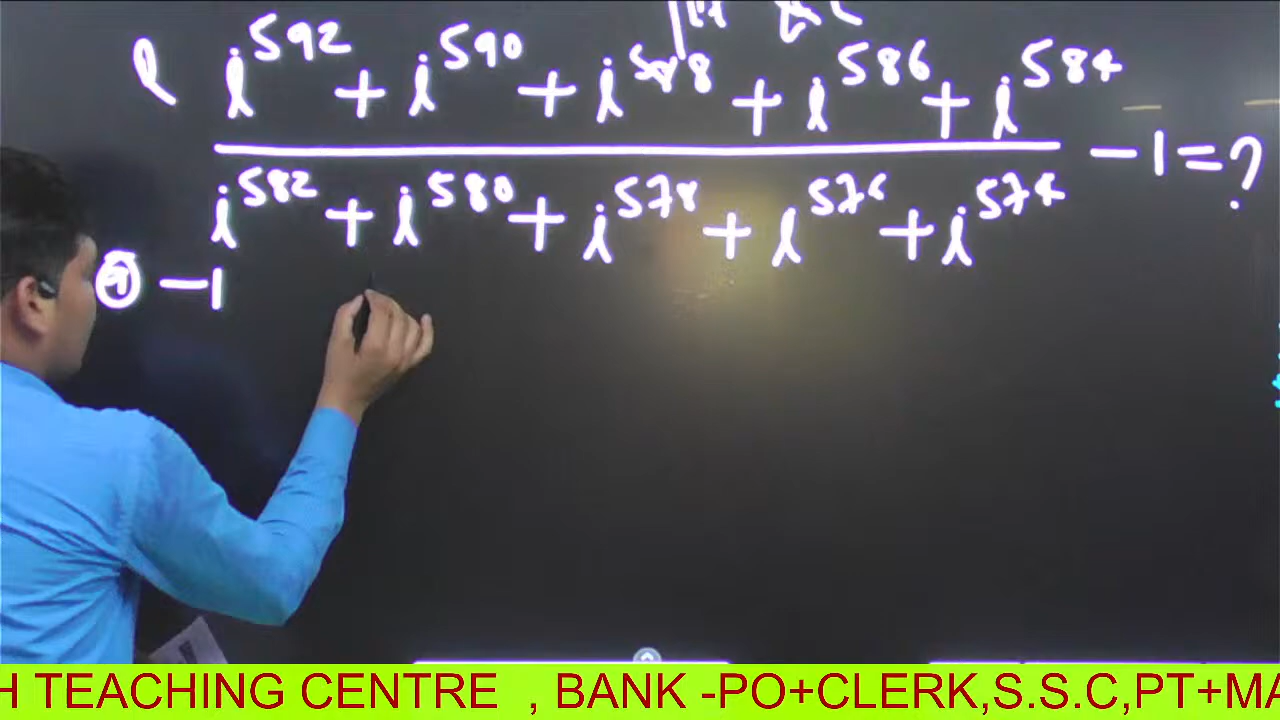 i^592 + i^590 + i^588 + i^586 + i^584
i^582 + i^580 + i^578 + i^576 + i^574
- 1 = ?
- 1
H TEACHING CENTRE , BANK -PO+CLERK,S.S.C,PT+MA